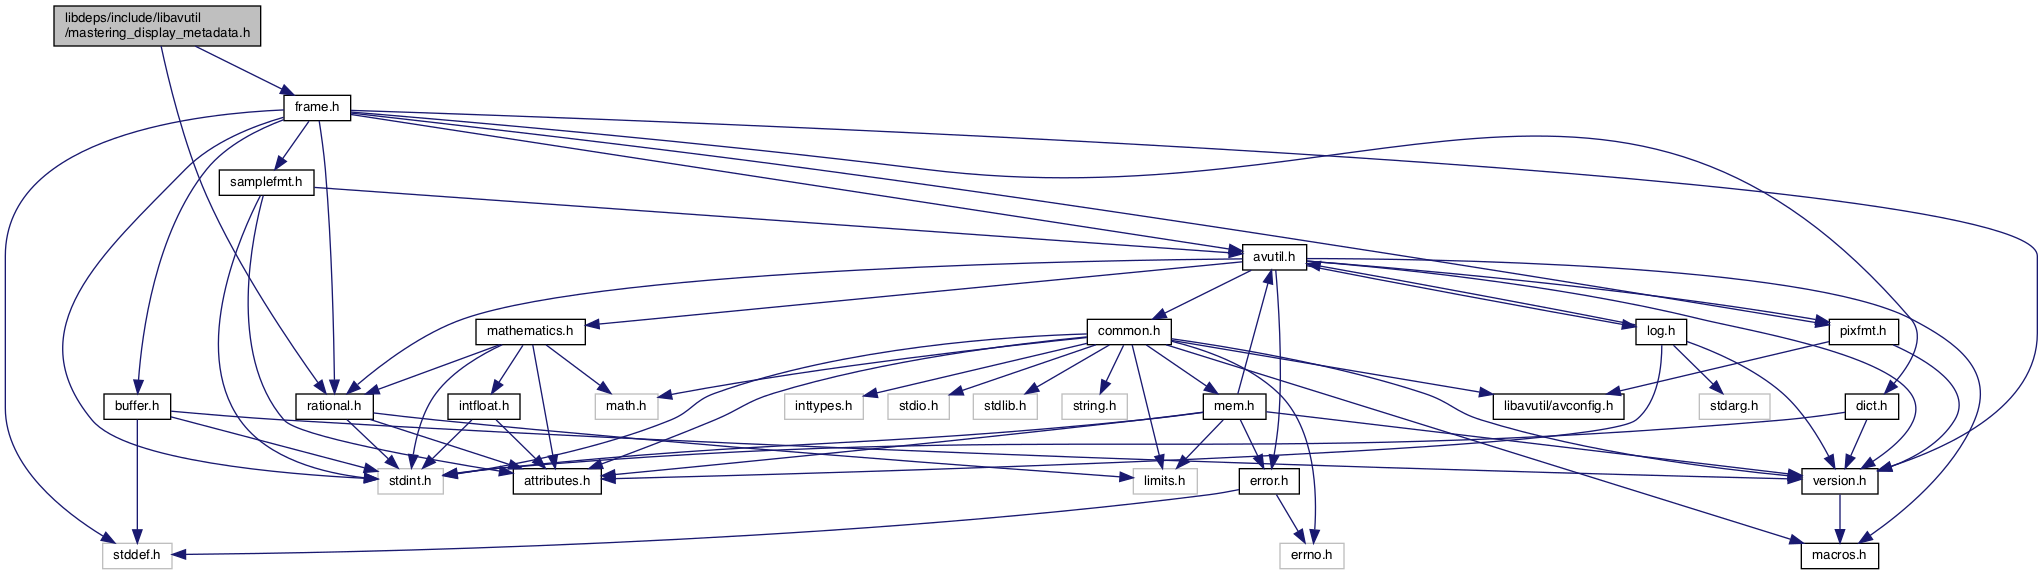 libdeps/include/libavutil
/mastering_display_metadata.h
frame.h
samplefmt.h
avutil.h
mathematics.h
common.h
log.h
pixfmt.h
buffer.h
rational.h
intfloat.h
math.h
inttypes.h
stdio.h
stdlib.h
string.h
mem.h
libavutil/avconfig.h
stdarg.h
dict.h
stdint.h
attributes.h
limits.h
error.h
version.h
stddef.h
errno.h
macros.h